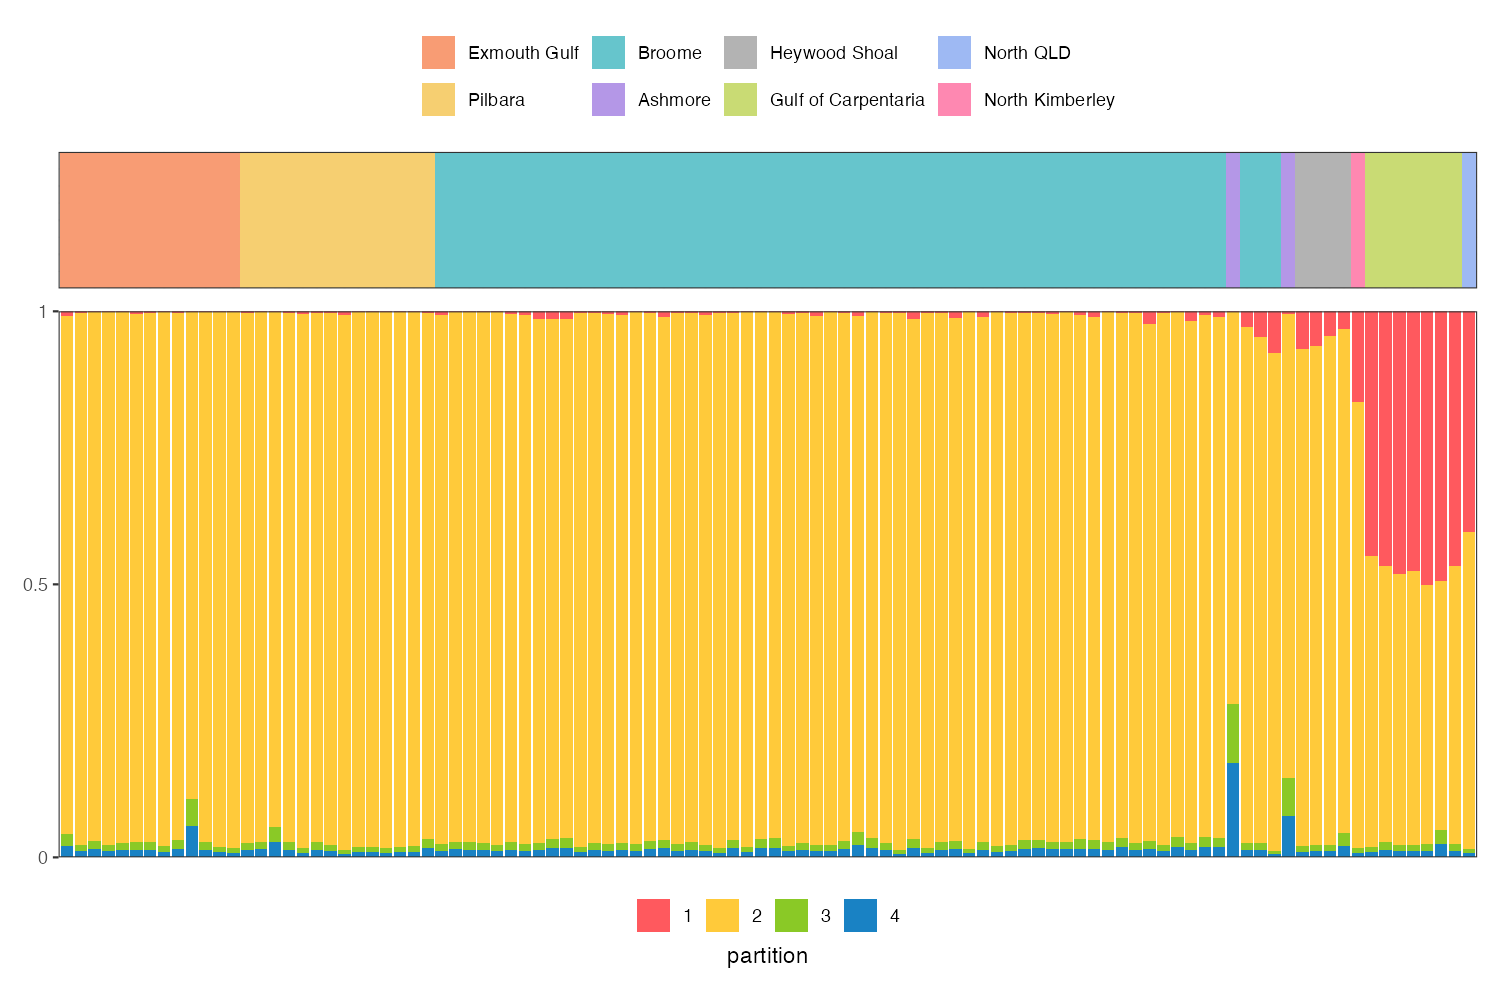 Exmouth Gulf Broome Heywood Shoal North QLD
Pilbara Ashmore Gulf of Carpentaria North Kimberley
1
0.5
0
1 2 3 4
partition